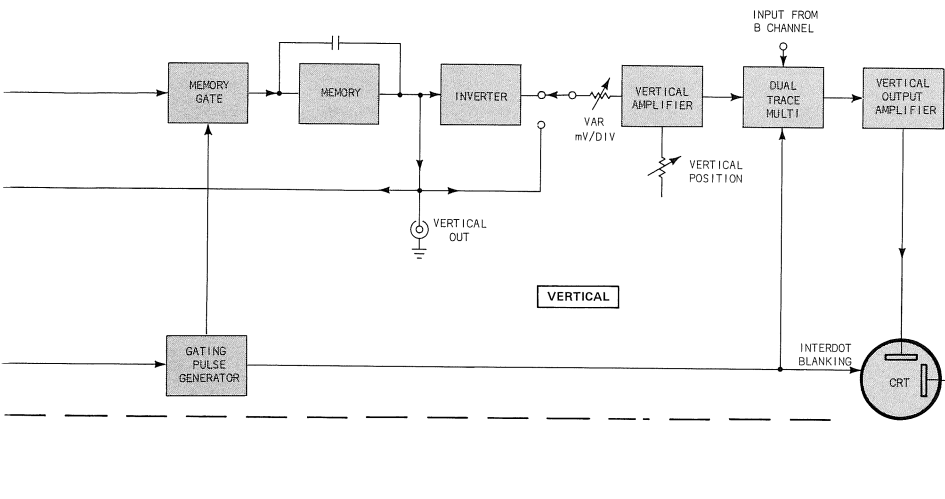 INPUT FROM
B CHANNEL
MEMORY
GATE
MEMORY
INVERTER
VAR
mV/DIV
VERTICAL
AMPLIFIER
DUAL
TRACE
MULTI
VERTICAL
OUTPUT
AMPLIFIER
VERTICAL
POSITION
VERTICAL
OUT
VERTICAL
GATING
PULSE
GENERATOR
INTERDOT
BLANKING
CRT